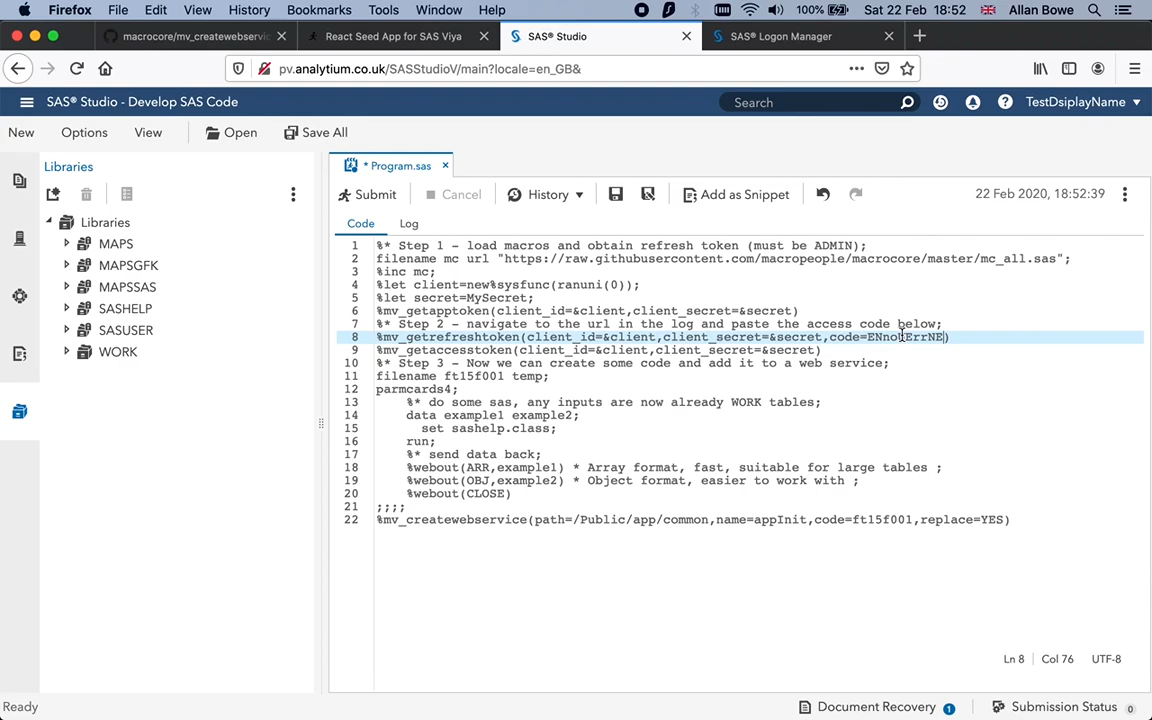 Firefox File Edit View History Bookmarks Tools Window Help 100% Sat 22 Feb 18:52 Allan Bowe
macrocore/mv_createwebservic React Seed App for SAS Viya SAS® Studio SAS® Logon Manager
pv.analytium.co.uk/SASStudioV/main?locale=en_GB&
SAS® Studio - Develop SAS Code Search TestDsiplayName
New Options View Open Save All
Libraries
* Program.sas
Submit Cancel History Add as Snippet 22 Feb 2020, 18:52:39
Code Log
Libraries
MAPS
MAPSGFK
MAPSSAS
SASHELP
SASUSER
WORK
1 %* Step 1 - load macros and obtain refresh token (must be ADMIN);
2 filename mc url "https://raw.githubusercontent.com/macropeople/macrocore/master/mc_all.sas";
3 %inc mc;
4 %let client=new%sysfunc(ranuni(0));
5 %let secret=MySecret;
6 %mv_getapptoken(client_id=&client,client_secret=&secret)
7 %* Step 2 - navigate to the url in the log and paste the access code below;
8 %mv_getrefreshtoken(client_id=&client,client_secret=&secret,
9 %mv_getaccesstoken(client_id=&client,client_secret=&secret)
10 %* Step 3 - Now we can create some code and add it to a web service;
11 filename ft15f001 temp;
12 parmcards4;
13 %* do some sas, any inputs are now already WORK tables;
14 data example1 example2;
15 set sashelp.class;
16 run;
17 %* send data back;
18 %webout(ARR,example1) * Array format, fast, suitable for large tables ;
19 %webout(OBJ,example2) * Object format, easier to work with ;
20 %webout(CLOSE)
21 ;;;;
22 %mv_createwebservice(path=/Public/app/common,name=appInit,code=ft15f001,replace=YES)
Ln 8 Col 76 UTF-8
Ready Document Recovery 1 Submission Status 0